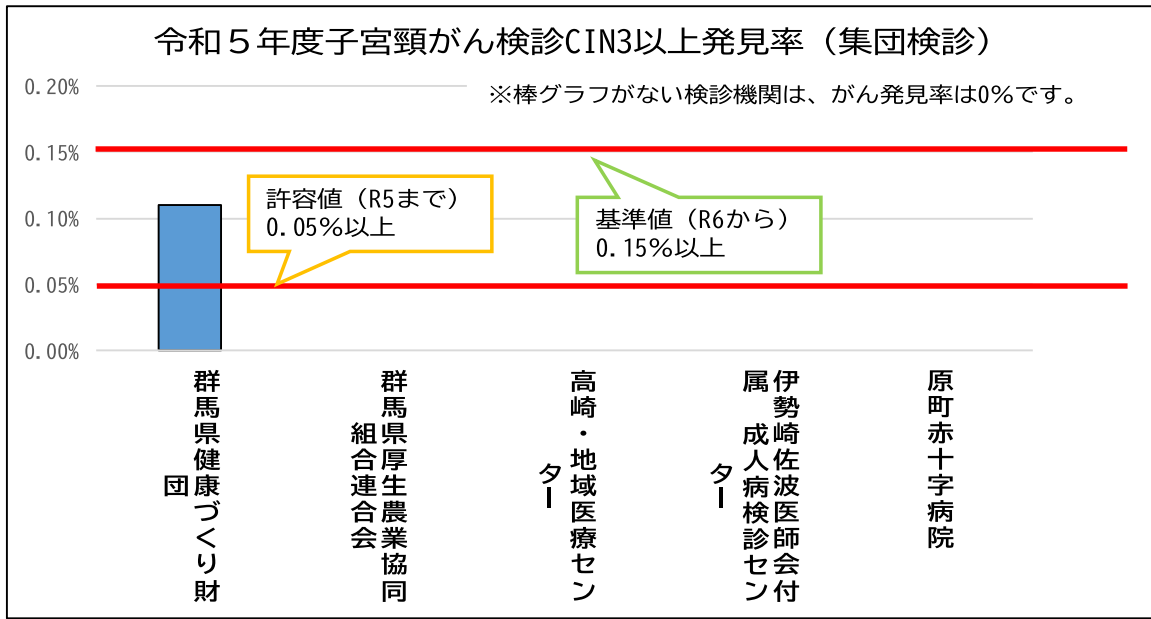 令和５年度子宮頸がん検診CIN3以上発見率（集団検診）
0.20%
※棒グラフがない検診機関は、がん発見率は0％です。
0.15%
許容値（R5まで）
0.05％以上
0.10%
基準値（R6から）
0.15％以上
0.05%
0.00%
群馬県健康づくり財
団
群馬県厚生農業協同
組合連合会
高崎・地域医療セン
ター
伊勢崎佐波医師会付
属　成人病検診セン
ター
原町赤十字病院